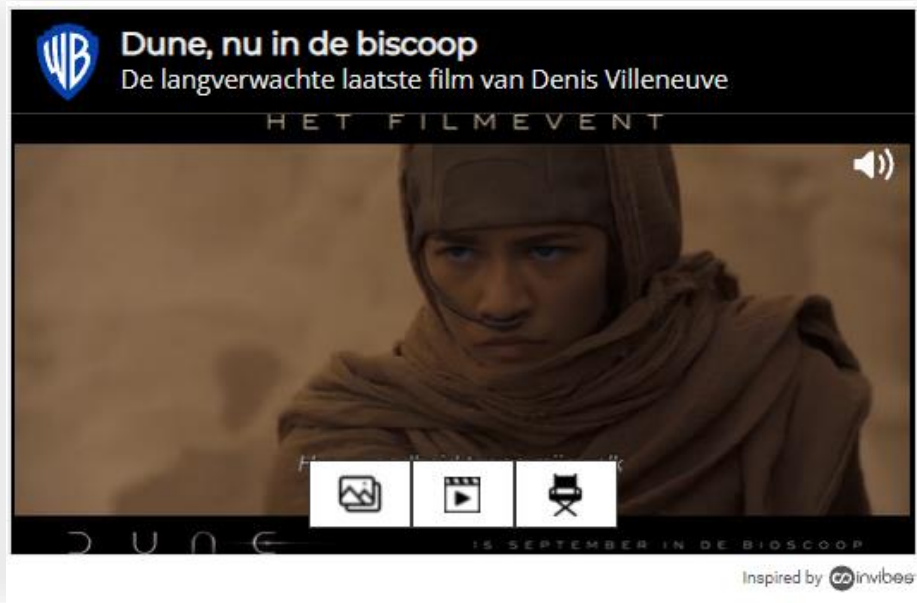 WB
Dune, nu in de biscoop
De langverwachte laatste film van Denis Villeneuve
HET FILMEVENT
DUNE
15 SEPTEMBER IN DE BIOSCOOP
Inspired by invibes